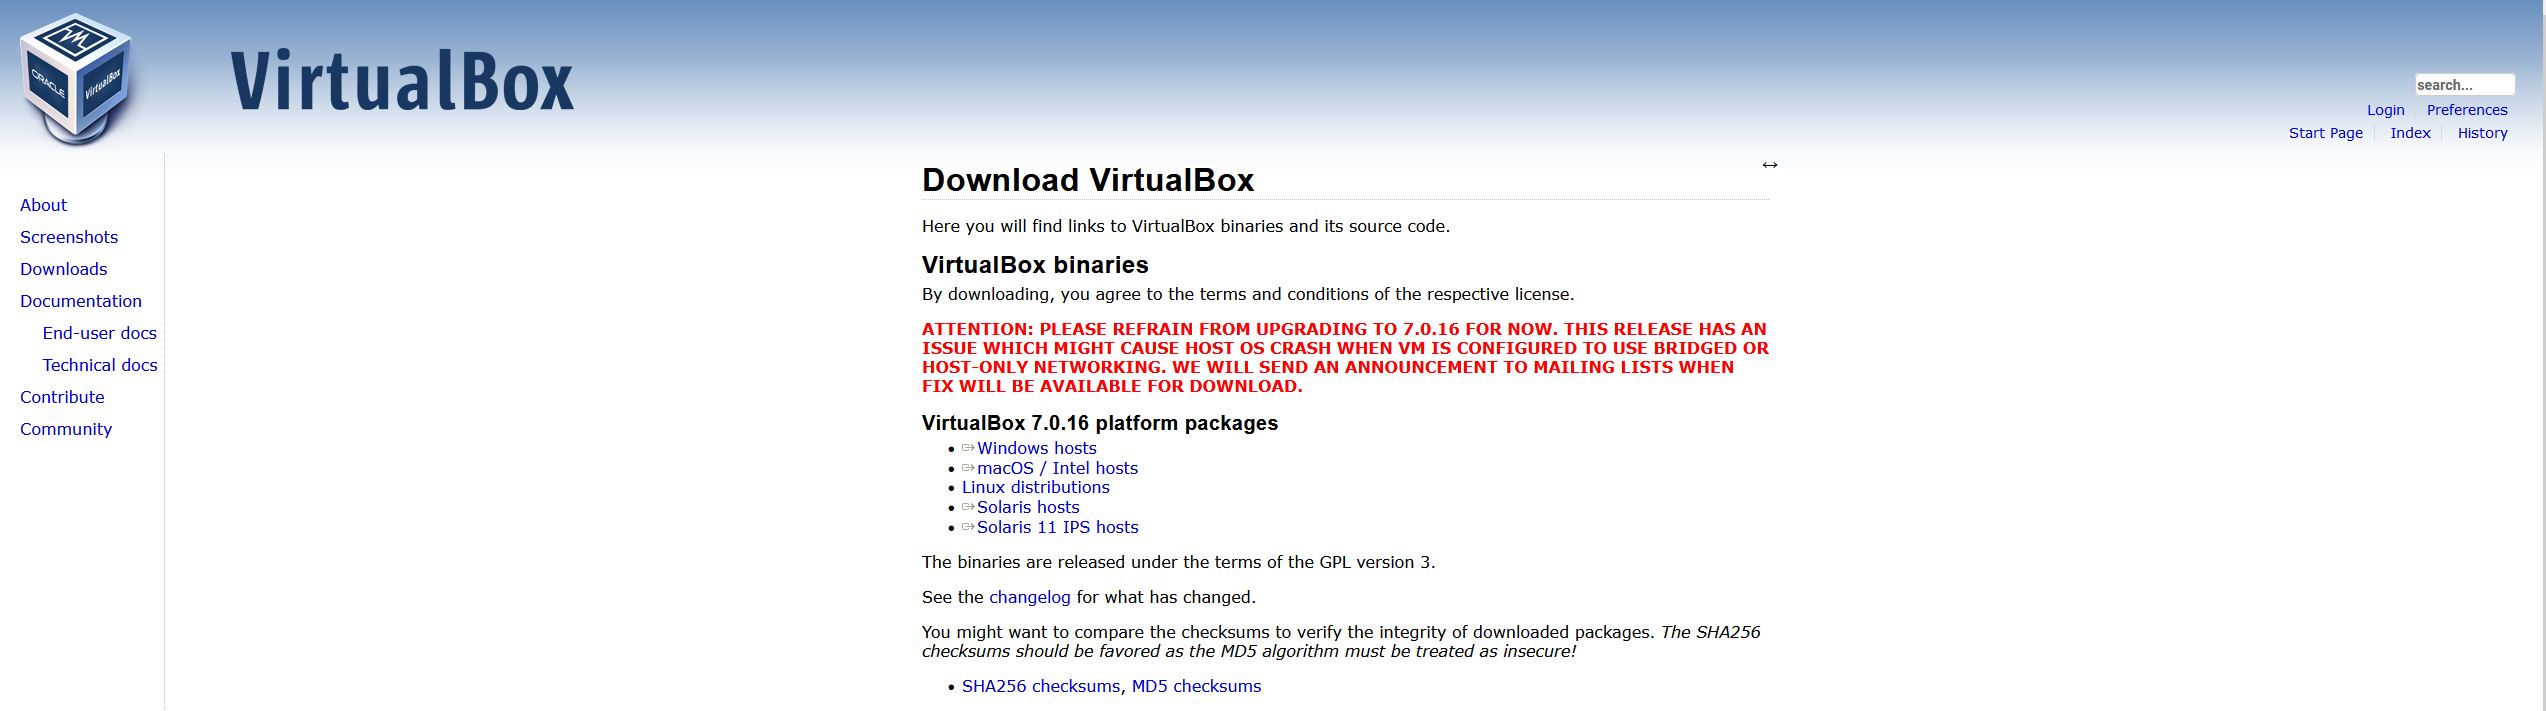 ORACLE
VirtualBox
VirtualBox
search...
Login
Preferences
Start Page
Index
History
About
Screenshots
Downloads
Documentation
End-user docs
Technical docs
Contribute
Community
Download VirtualBox
Here you will find links to VirtualBox binaries and its source code.
VirtualBox binaries
By downloading, you agree to the terms and conditions of the respective license.
ATTENTION: PLEASE REFRAIN FROM UPGRADING TO 7.0.16 FOR NOW. THIS RELEASE HAS AN
ISSUE WHICH MIGHT CAUSE HOST OS CRASH WHEN VM IS CONFIGURED TO USE BRIDGED OR
HOST-ONLY NETWORKING. WE WILL SEND AN ANNOUNCEMENT TO MAILING LISTS WHEN
FIX WILL BE AVAILABLE FOR DOWNLOAD.
VirtualBox 7.0.16 platform packages
• Windows hosts
• macOS / Intel hosts
• Linux distributions
• Solaris hosts
• Solaris 11 IPS hosts
The binaries are released under the terms of the GPL version 3.
See the changelog for what has changed.
You might want to compare the checksums to verify the integrity of downloaded packages. The SHA256
checksums should be favored as the MD5 algorithm must be treated as insecure!
• SHA256 checksums, MD5 checksums